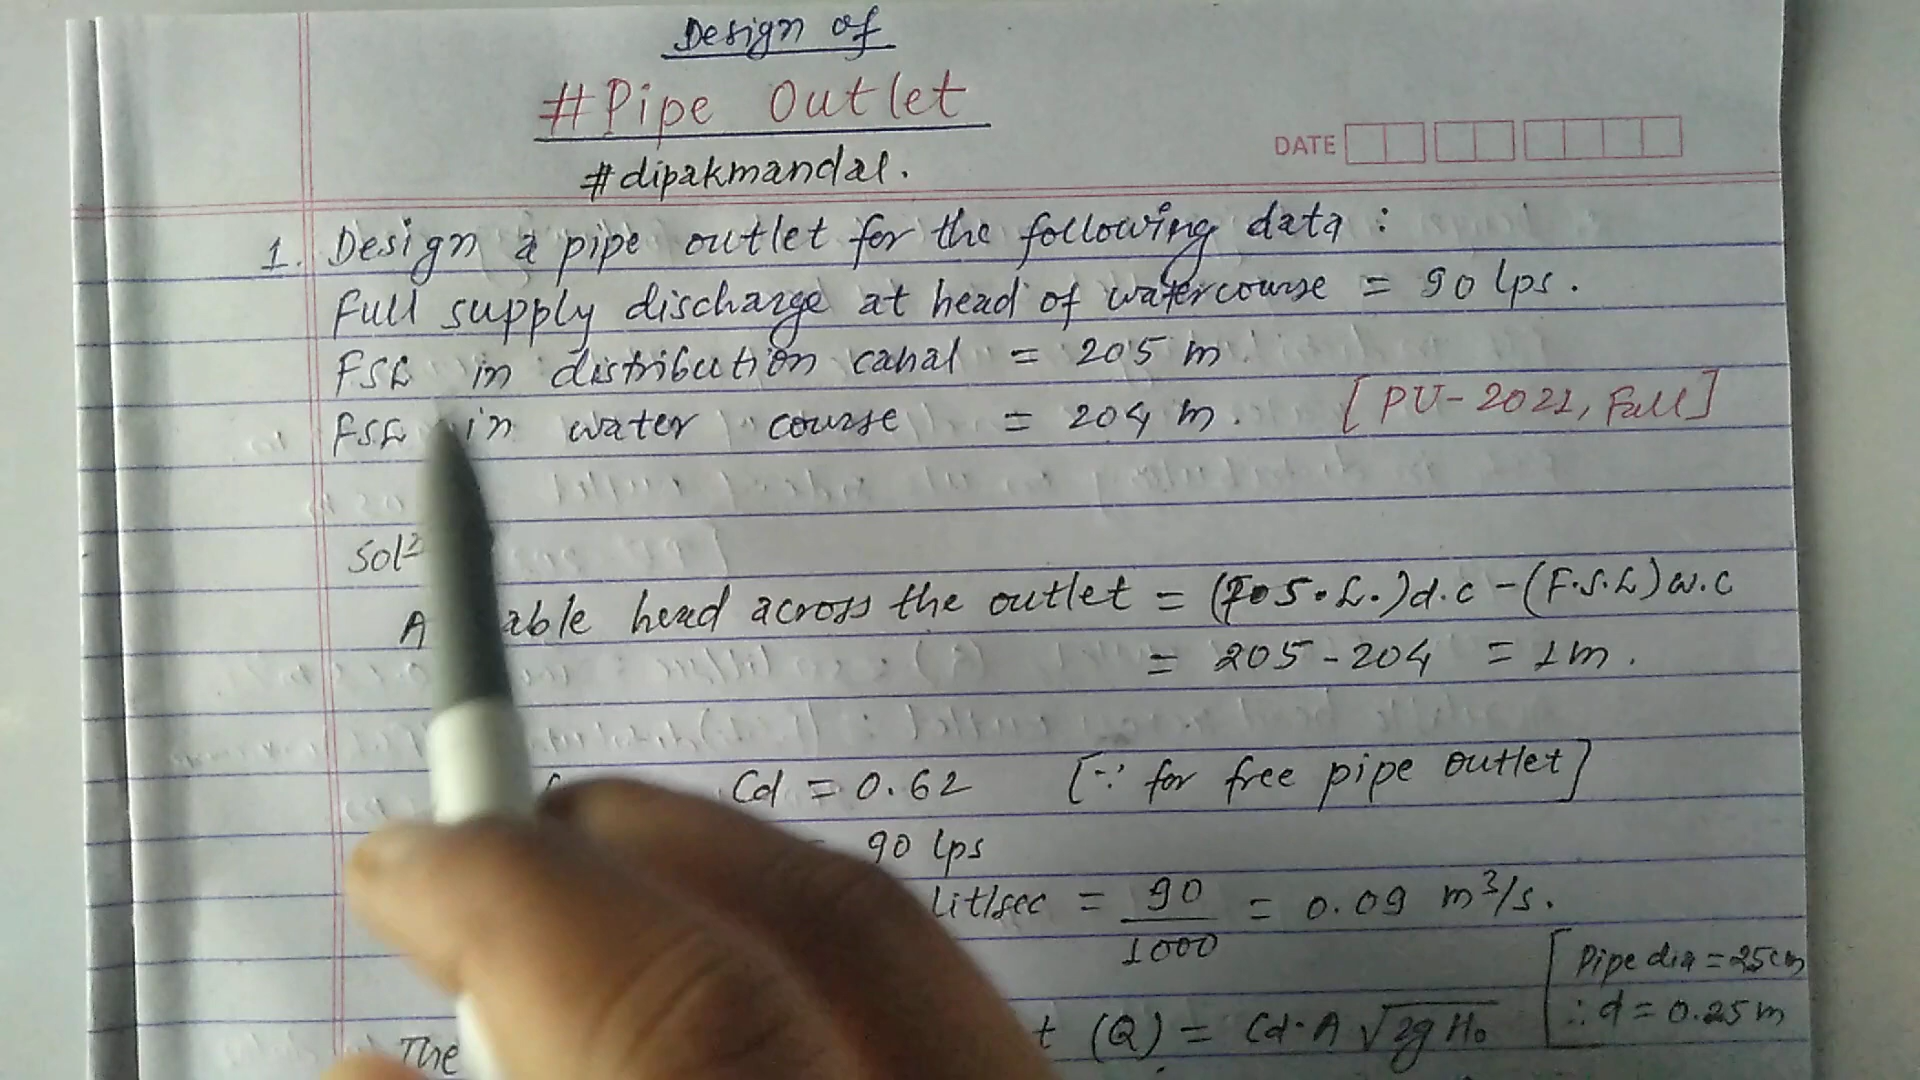 Design of
#Pipe Outlet
#dipakmandal.
DATE
1. Design a pipe outlet for the following data :
Full supply discharge at head of watercourse = 90 lps.
FSL in distribution canal = 205 m
FSL in water course = 204 m. [PU-2021, Fall]
Sol
A able head across the outlet = (F.S.L.)d.c - (F.S.L)w.c
= 205 - 204 = 1m.
Cd = 0.62 [∵ for free pipe outlet]
90 lps
lit/sec = 90/1000 = 0.09 m³/s.
[Pipe dia = 25cm
∴ d = 0.25m
The t (Q) = Cd·A √2gH₀